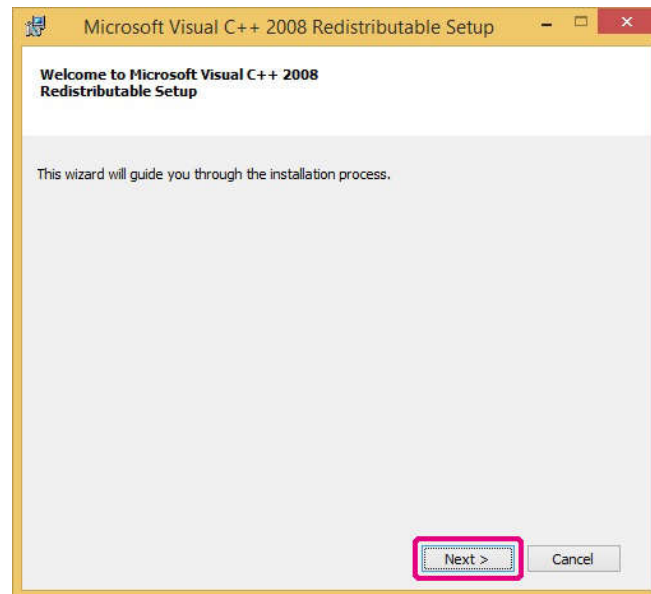 Microsoft Visual C++ 2008 Redistributable Setup
Welcome to Microsoft Visual C++ 2008
Redistributable Setup
This wizard will guide you through the installation process.
Next >
Cancel